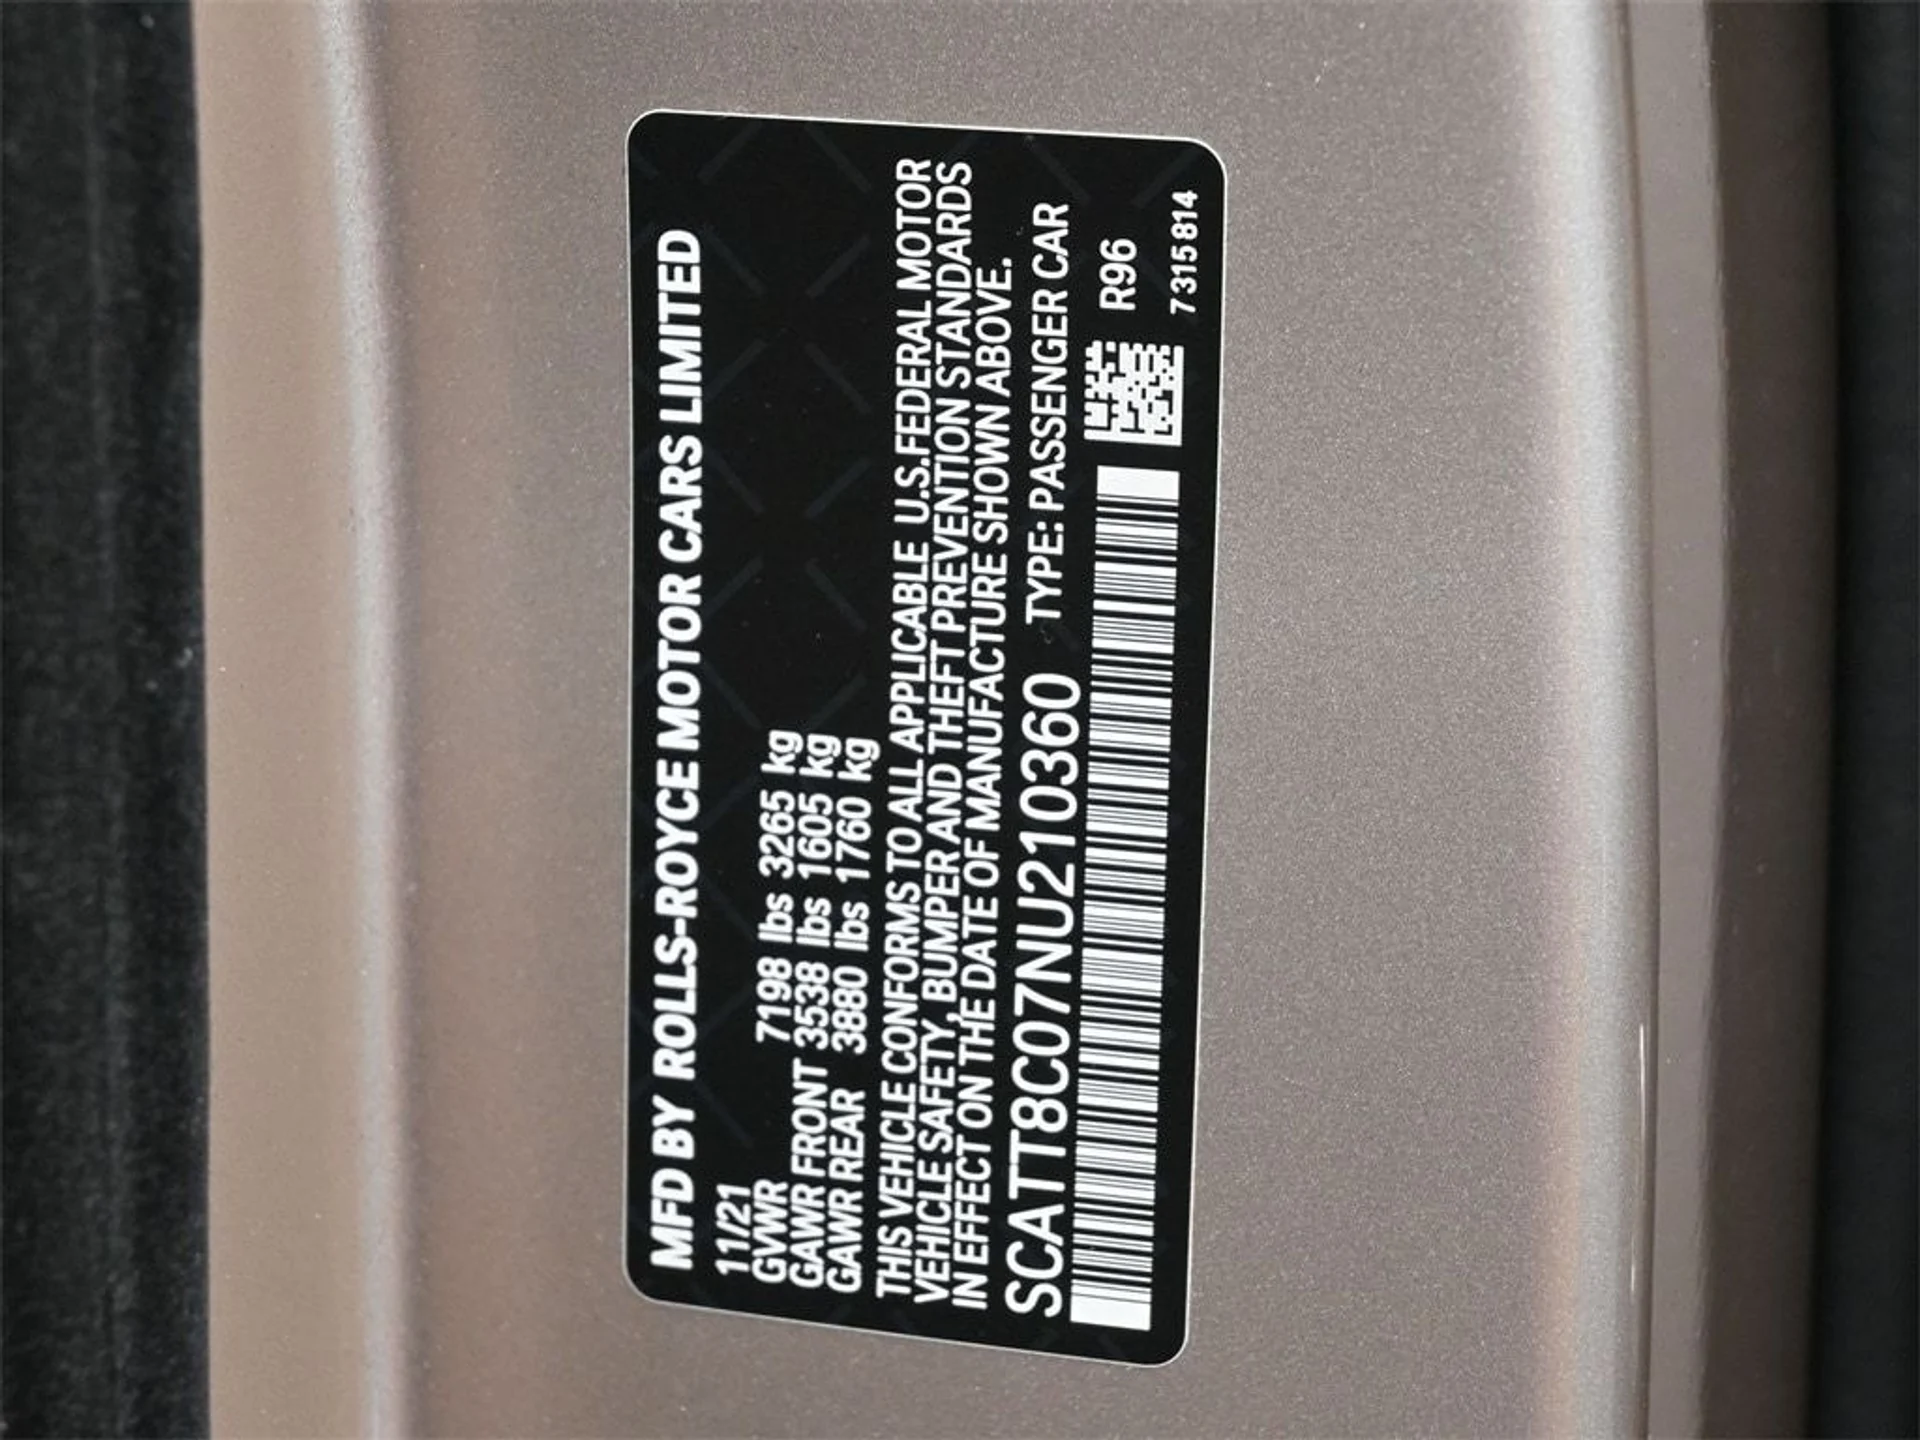 MFD BY ROLLS-ROYCE MOTOR CARS LIMITED
11/21
GVWR 7198 lbs 3265 kg
GAWR FRONT 3538 lbs 1605 kg
GAWR REAR 3880 lbs 1760 kg
THIS VEHICLE CONFORMS TO ALL APPLICABLE U.S. FEDERAL MOTOR
VEHICLE SAFETY, BUMPER AND THEFT PREVENTION STANDARDS
IN EFFECT ON THE DATE OF MANUFACTURE SHOWN ABOVE.
SCATT8C07NU210360 TYPE: PASSENGER CAR
R96
7315814